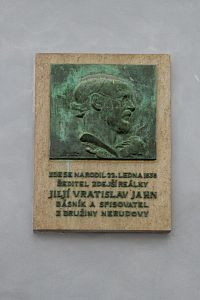 ZDE SE NARODIL 22. LEDNA 1838
ŘEDITEL ZDEJŠÍ REÁLKY
JILJÍ VRATISLAV JAHN
BÁSNÍK A SPISOVATEL
Z DRUŽINY NERUDOVY